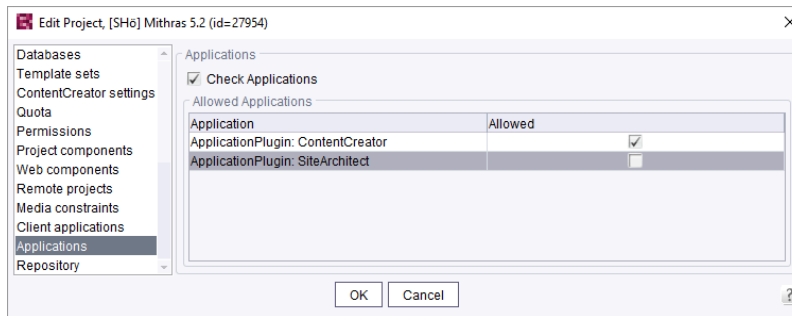 Edit Project, [SHö] Mithras 5.2 (id=27954)
Databases
Template sets
ContentCreator settings
Quota
Permissions
Project components
Web components
Remote projects
Media constraints
Client applications
Applications
Repository
Applications
Check Applications
Allowed Applications
Application Allowed
ApplicationPlugin: ContentCreator
ApplicationPlugin: SiteArchitect
OK Cancel
?